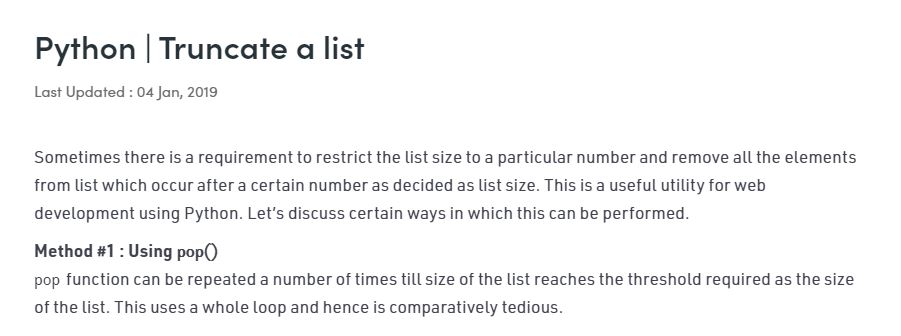 Python | Truncate a list
Last Updated : 04 Jan, 2019
Sometimes there is a requirement to restrict the list size to a particular number and remove all the elements
from list which occur after a certain number as decided as list size. This is a useful utility for web
development using Python. Let’s discuss certain ways in which this can be performed.
Method #1 : Using pop()
pop function can be repeated a number of times till size of the list reaches the threshold required as the size
of the list. This uses a whole loop and hence is comparatively tedious.